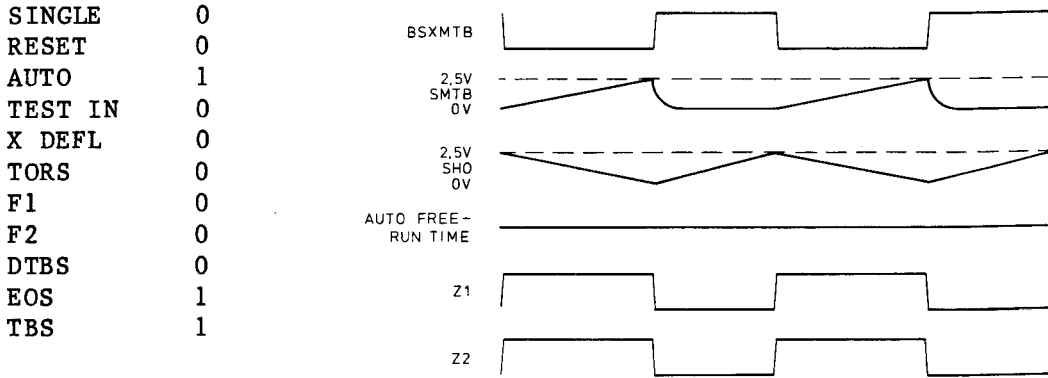 SINGLE 0
RESET 0
AUTO 1
TEST IN 0
X DEFL 0
TORS 0
F1 0
F2 0
DTBS 0
EOS 1
TBS 1
BSXMTB
2,5V
SMTB
0V
2,5V
SHO
0V
AUTO FREE-
RUN TIME
Z1
Z2